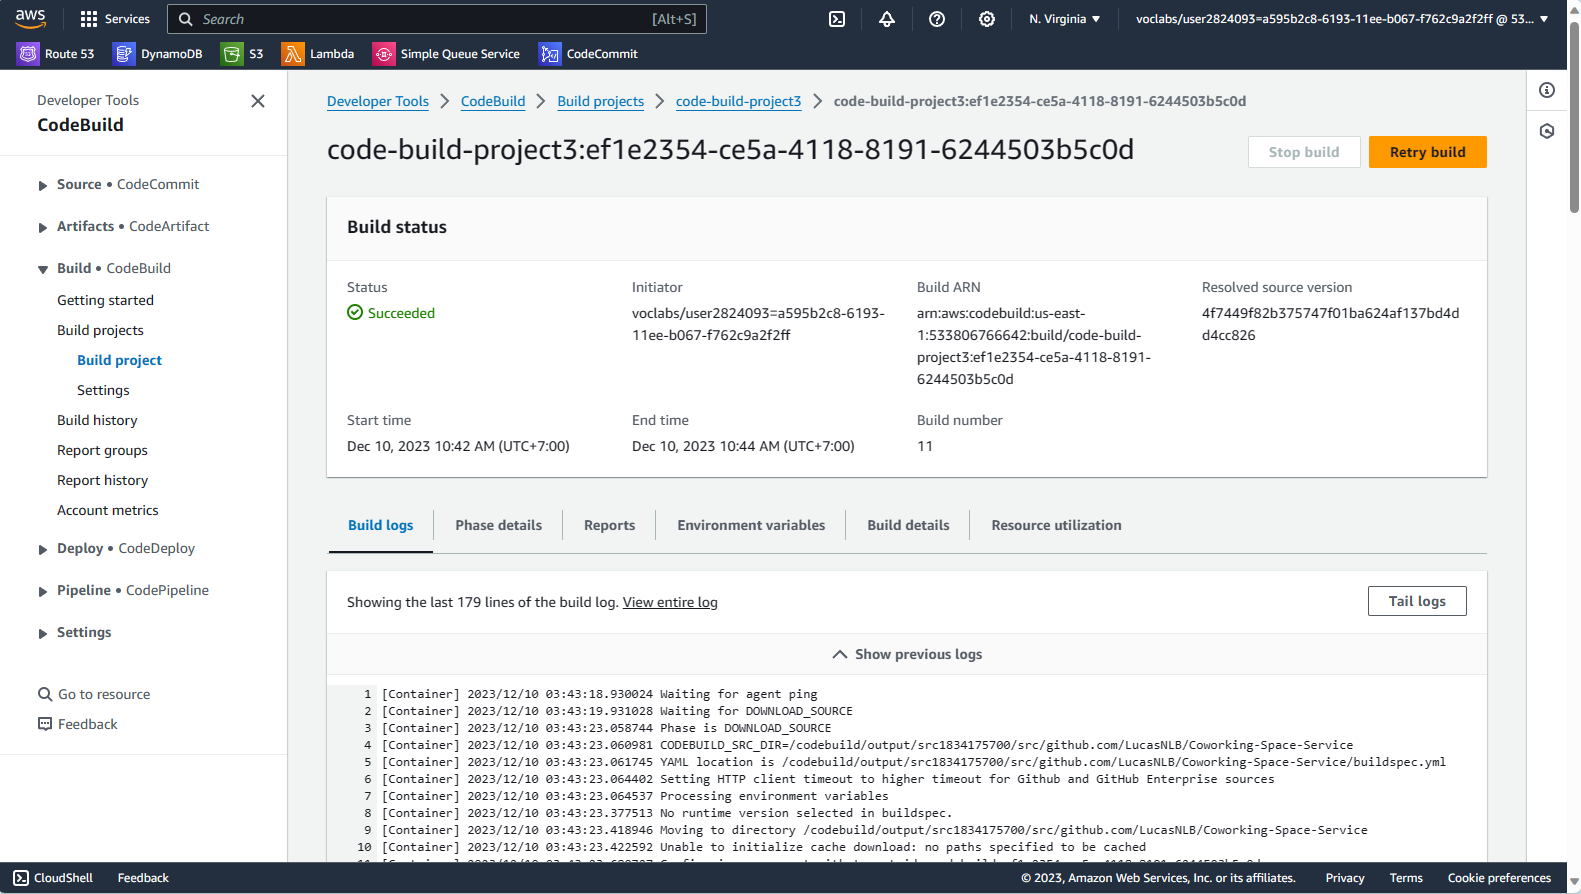 aws
Services
Search
[Alt+S]
N. Virginia
voclabs/user2824093=a595b2c8-6193-11ee-b067-f762c9a2f2ff @ 53...
Route 53
DynamoDB
S3
Lambda
Simple Queue Service
CodeCommit
Developer Tools
CodeBuild
Source • CodeCommit
Artifacts • CodeArtifact
Build • CodeBuild
Getting started
Build projects
Build project
Settings
Build history
Report groups
Report history
Account metrics
Deploy • CodeDeploy
Pipeline • CodePipeline
Settings
Go to resource
Feedback
Developer Tools
CodeBuild
Build projects
code-build-project3
code-build-project3:ef1e2354-ce5a-4118-8191-6244503b5c0d
code-build-project3:ef1e2354-ce5a-4118-8191-6244503b5c0d
Stop build
Retry build
Build status
Status
Succeeded
Initiator
voclabs/user2824093=a595b2c8-6193-
11ee-b067-f762c9a2f2ff
Build ARN
arn:aws:codebuild:us-east-
1:533806766642:build/code-build-
project3:ef1e2354-ce5a-4118-8191-
6244503b5c0d
Resolved source version
4f7449f82b375747f01ba624af137bd4d
d4cc826
Start time
Dec 10, 2023 10:42 AM (UTC+7:00)
End time
Dec 10, 2023 10:44 AM (UTC+7:00)
Build number
11
Build logs
Phase details
Reports
Environment variables
Build details
Resource utilization
Showing the last 179 lines of the build log. View entire log
Tail logs
Show previous logs
1 [Container] 2023/12/10 03:43:18.930024 Waiting for agent ping
2 [Container] 2023/12/10 03:43:19.931028 Waiting for DOWNLOAD_SOURCE
3 [Container] 2023/12/10 03:43:23.058744 Phase is DOWNLOAD_SOURCE
4 [Container] 2023/12/10 03:43:23.060981 CODEBUILD_SRC_DIR=/codebuild/output/src1834175700/src/github.com/LucasNLB/Coworking-Space-Service
5 [Container] 2023/12/10 03:43:23.061745 YAML location is /codebuild/output/src1834175700/src/github.com/LucasNLB/Coworking-Space-Service/buildspec.yml
6 [Container] 2023/12/10 03:43:23.064402 Setting HTTP client timeout to higher timeout for Github and GitHub Enterprise sources
7 [Container] 2023/12/10 03:43:23.064537 Processing environment variables
8 [Container] 2023/12/10 03:43:23.377513 No runtime version selected in buildspec.
9 [Container] 2023/12/10 03:43:23.418946 Moving to directory /codebuild/output/src1834175700/src/github.com/LucasNLB/Coworking-Space-Service
10 [Container] 2023/12/10 03:43:23.422592 Unable to initialize cache download: no paths specified to be cached
CloudShell
Feedback
© 2023, Amazon Web Services, Inc. or its affiliates.
Privacy
Terms
Cookie preferences